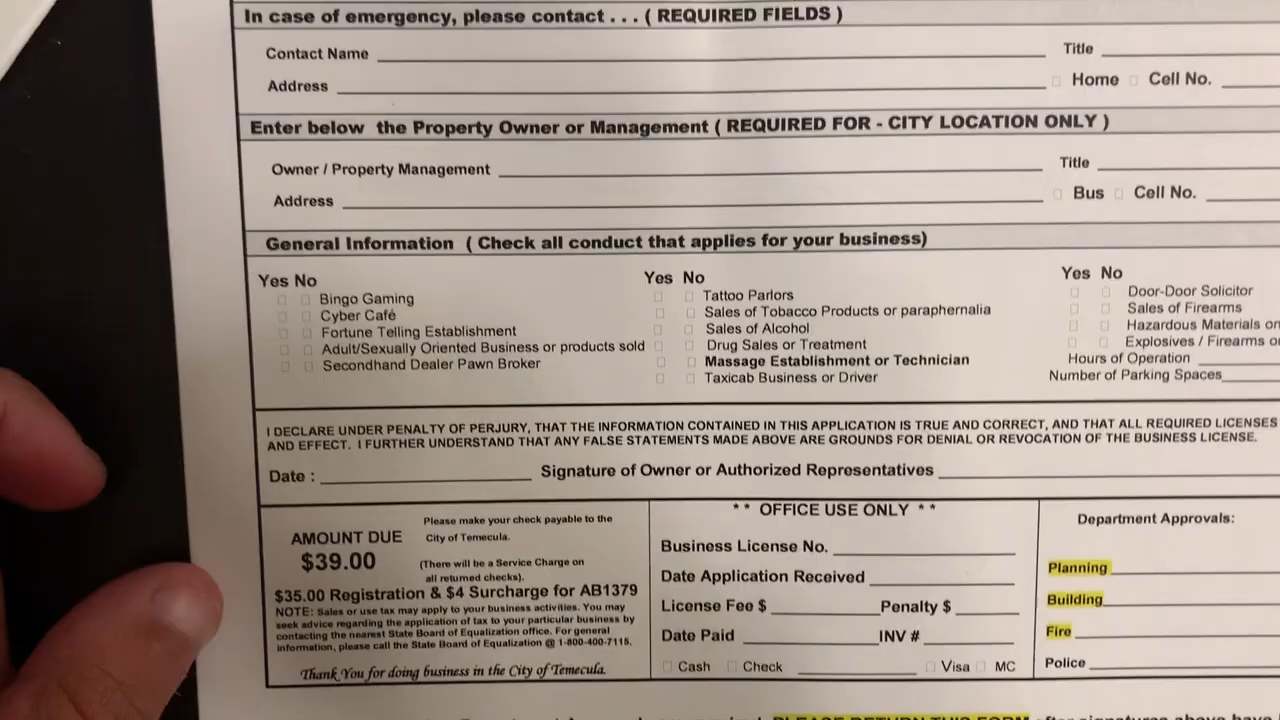 In case of emergency, please contact . . . ( REQUIRED FIELDS )
Contact Name Title
Address Home Cell No.
Enter below the Property Owner or Management ( REQUIRED FOR - CITY LOCATION ONLY )
Owner / Property Management Title
Address Bus Cell No.
General Information ( Check all conduct that applies for your business)
Yes No
Bingo Gaming
Cyber Café
Fortune Telling Establishment
Adult/Sexually Oriented Business or products sold
Secondhand Dealer Pawn Broker
Yes No
Tattoo Parlors
Sales of Tobacco Products or paraphernalia
Sales of Alcohol
Drug Sales or Treatment
Massage Establishment or Technician
Taxicab Business or Driver
Yes No
Door-Door Solicitor
Sales of Firearms
Hazardous Materials or
Explosives / Firearms or
Hours of Operation
Number of Parking Spaces
I DECLARE UNDER PENALTY OF PERJURY, THAT THE INFORMATION CONTAINED IN THIS APPLICATION IS TRUE AND CORRECT, AND THAT ALL REQUIRED LICENSES
AND EFFECT. I FURTHER UNDERSTAND THAT ANY FALSE STATEMENTS MADE ABOVE ARE GROUNDS FOR DENIAL OR REVOCATION OF THE BUSINESS LICENSE.
Date : Signature of Owner or Authorized Representatives
AMOUNT DUE
$39.00
Please make your check payable to the
City of Temecula.
(There will be a Service Charge on
all returned checks).
$35.00 Registration & $4 Surcharge for AB1379
NOTE: Sales or use tax may apply to your business activities. You may
seek advice regarding the application of tax to your particular business by
contacting the nearest State Board of Equalization office. For general
information, please call the State Board of Equalization @ 1-800-400-7115.
Thank You for doing business in the City of Temecula.
* * OFFICE USE ONLY * *
Business License No.
Date Application Received
License Fee $ Penalty $
Date Paid INV #
Cash Check Visa MC
Department Approvals:
Planning
Building
Fire
Police
PLEASE RETURN THIS FORM after signatures above have